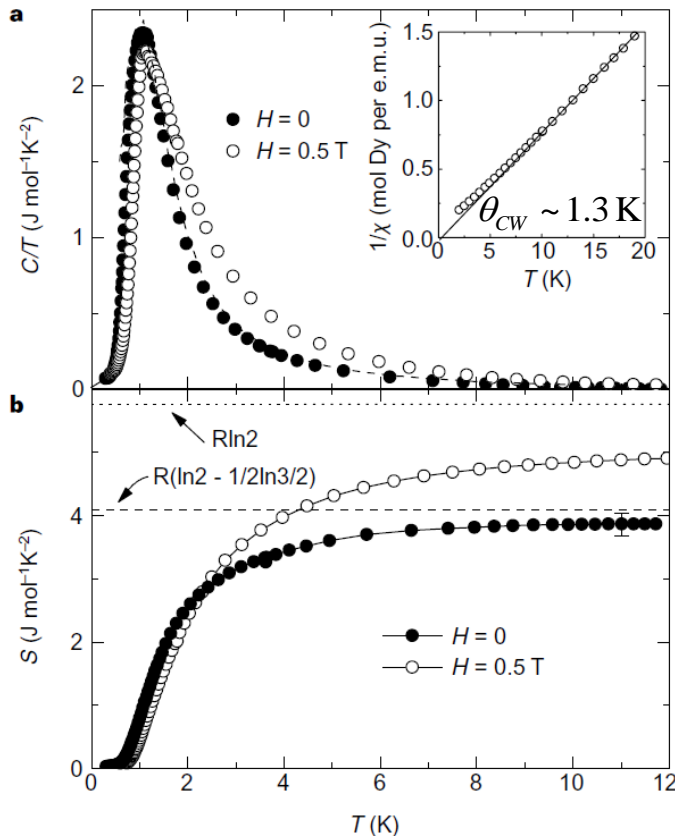 a
2
1
0
C/T (J mol⁻¹K⁻²)
H = 0
H = 0.5 T
1.5
1.0
0.5
0.0
1/χ (mol Dy per e.m.u.)
θ_CW ~ 1.3 K
0 5 10 15 20
T (K)
b
Rln2
R(ln2 - 1/2ln3/2)
4
2
0
S (J mol⁻¹K⁻²)
H = 0
H = 0.5 T
0 2 4 6 8 10 12
T (K)